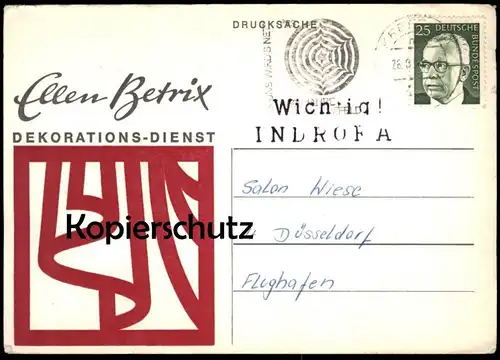 DRUCKSACHE
25 DEUTSCHE BUNDESPOST
Ellen Betrix
DEKORATIONS-DIENST
Wichtig!
INDROFA
Kopierschutz
Salon Wiese
Düsseldorf
Flughafen